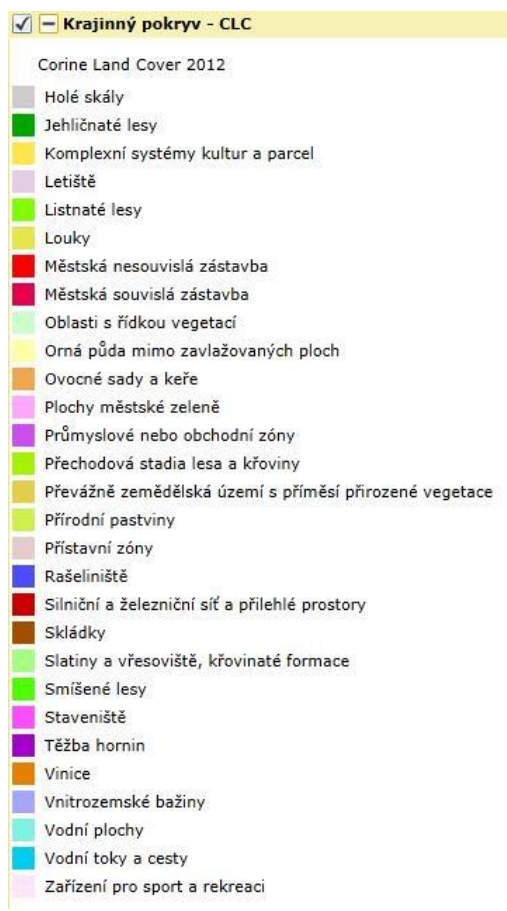 Krajinný pokryv - CLC
Corine Land Cover 2012
Holé skály
Jehličnaté lesy
Komplexní systémy kultur a parcel
Letiště
Listnaté lesy
Louky
Městská nesouvislá zástavba
Městská souvislá zástavba
Oblasti s řídkou vegetací
Orná půda mimo zavlažovaných ploch
Ovocné sady a keře
Plochy městské zeleně
Průmyslové nebo obchodní zóny
Přechodová stadia lesa a křoviny
Převážně zemědělská území s příměsí přirozené vegetace
Přírodní pastviny
Přístavní zóny
Rašeliniště
Silniční a železniční síť a přilehlé prostory
Skládky
Slatiny a vřesoviště, křovinaté formace
Smíšené lesy
Staveniště
Těžba hornin
Vinice
Vnitrozemské bažiny
Vodní plochy
Vodní toky a cesty
Zařízení pro sport a rekreaci